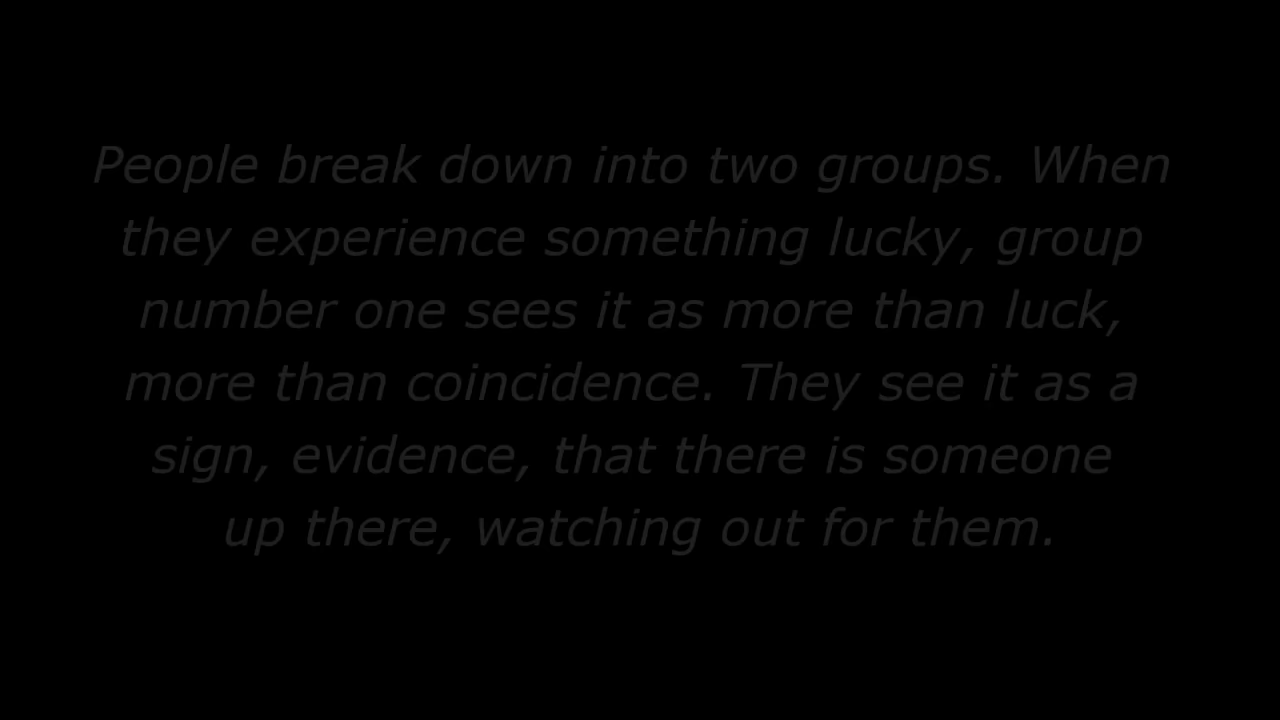 People break down into two groups. When
they experience something lucky, group
number one sees it as more than luck,
more than coincidence. They see it as a
sign, evidence, that there is someone
up there, watching out for them.